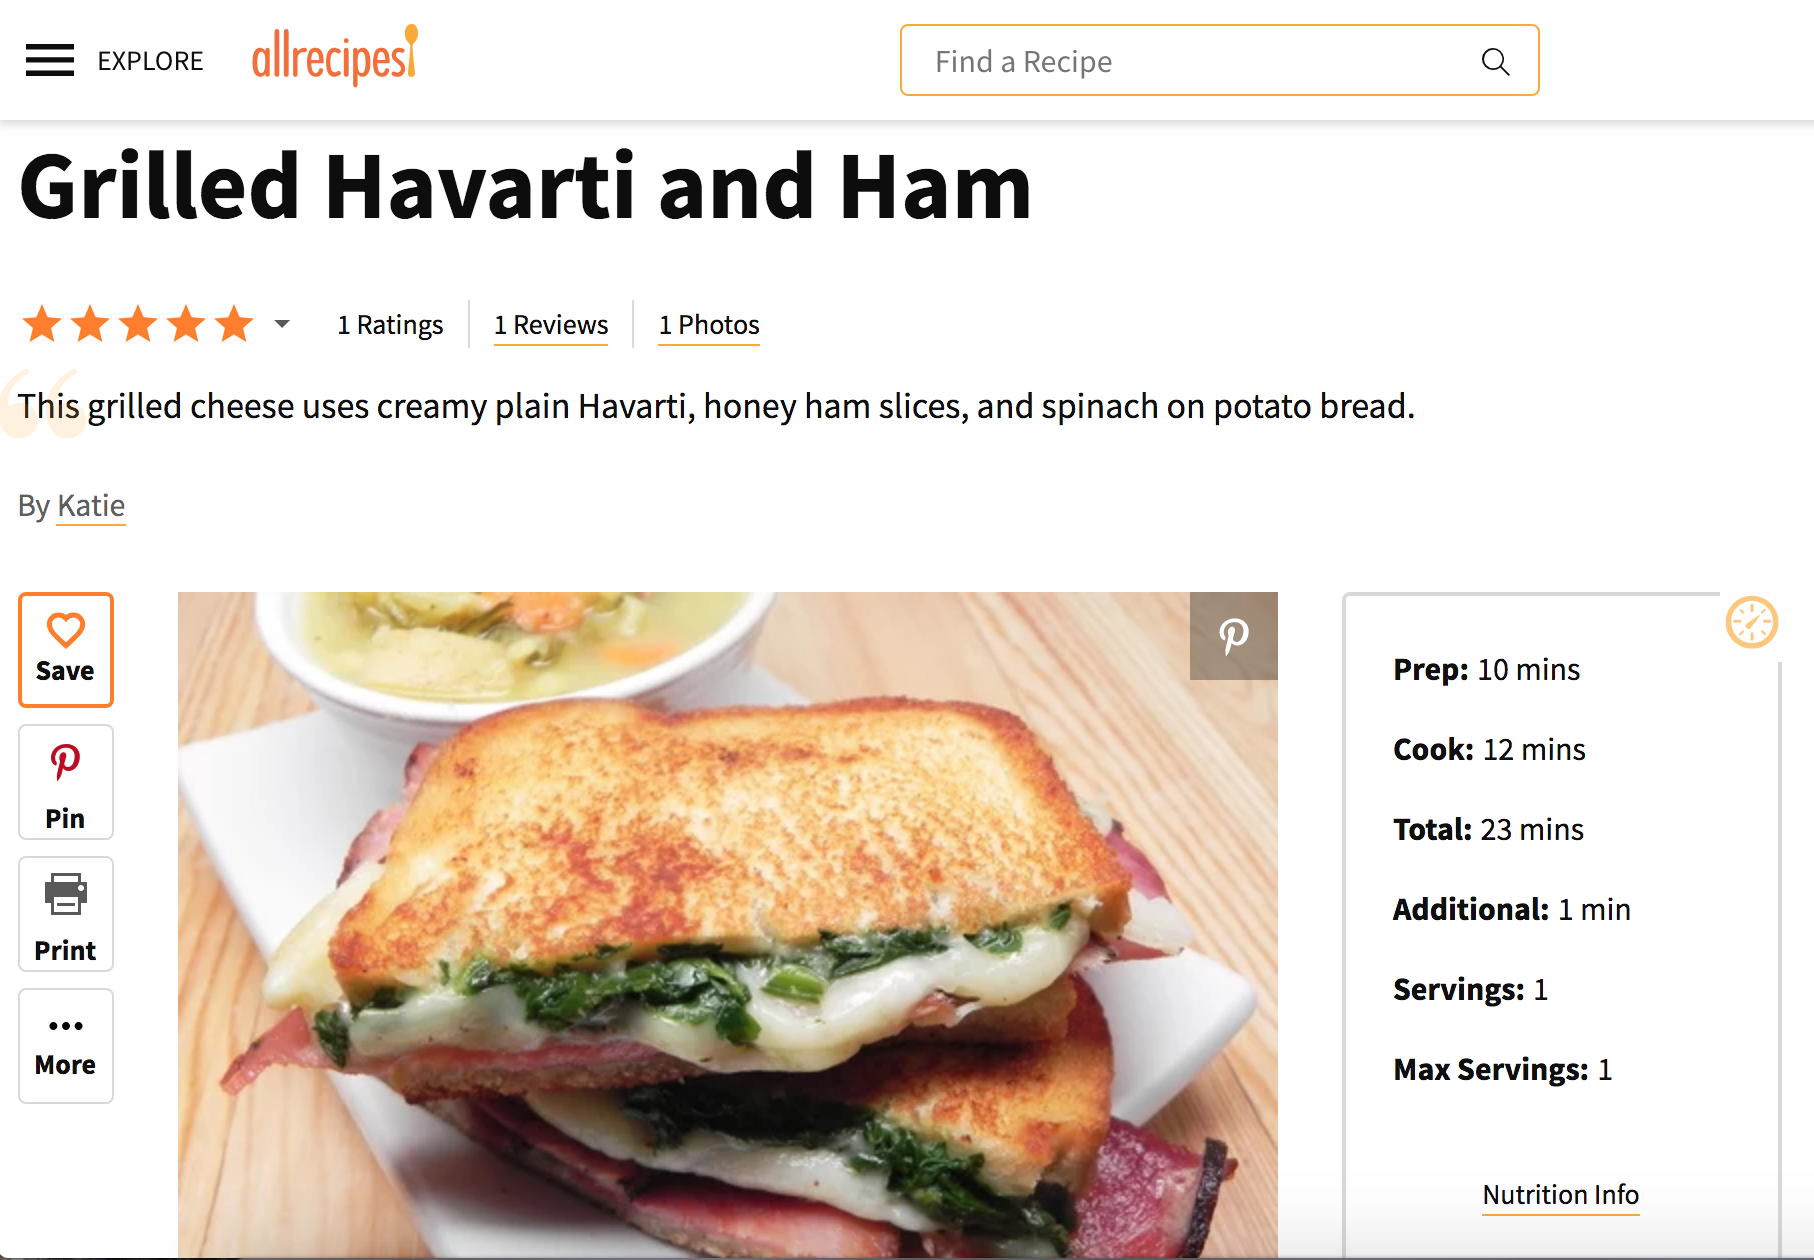 EXPLORE
allrecipes
Find a Recipe
Grilled Havarti and Ham
1 Ratings
1 Reviews
1 Photos
This grilled cheese uses creamy plain Havarti, honey ham slices, and spinach on potato bread.
By Katie
Save
Pin
Print
More
Prep: 10 mins
Cook: 12 mins
Total: 23 mins
Additional: 1 min
Servings: 1
Max Servings: 1
Nutrition Info